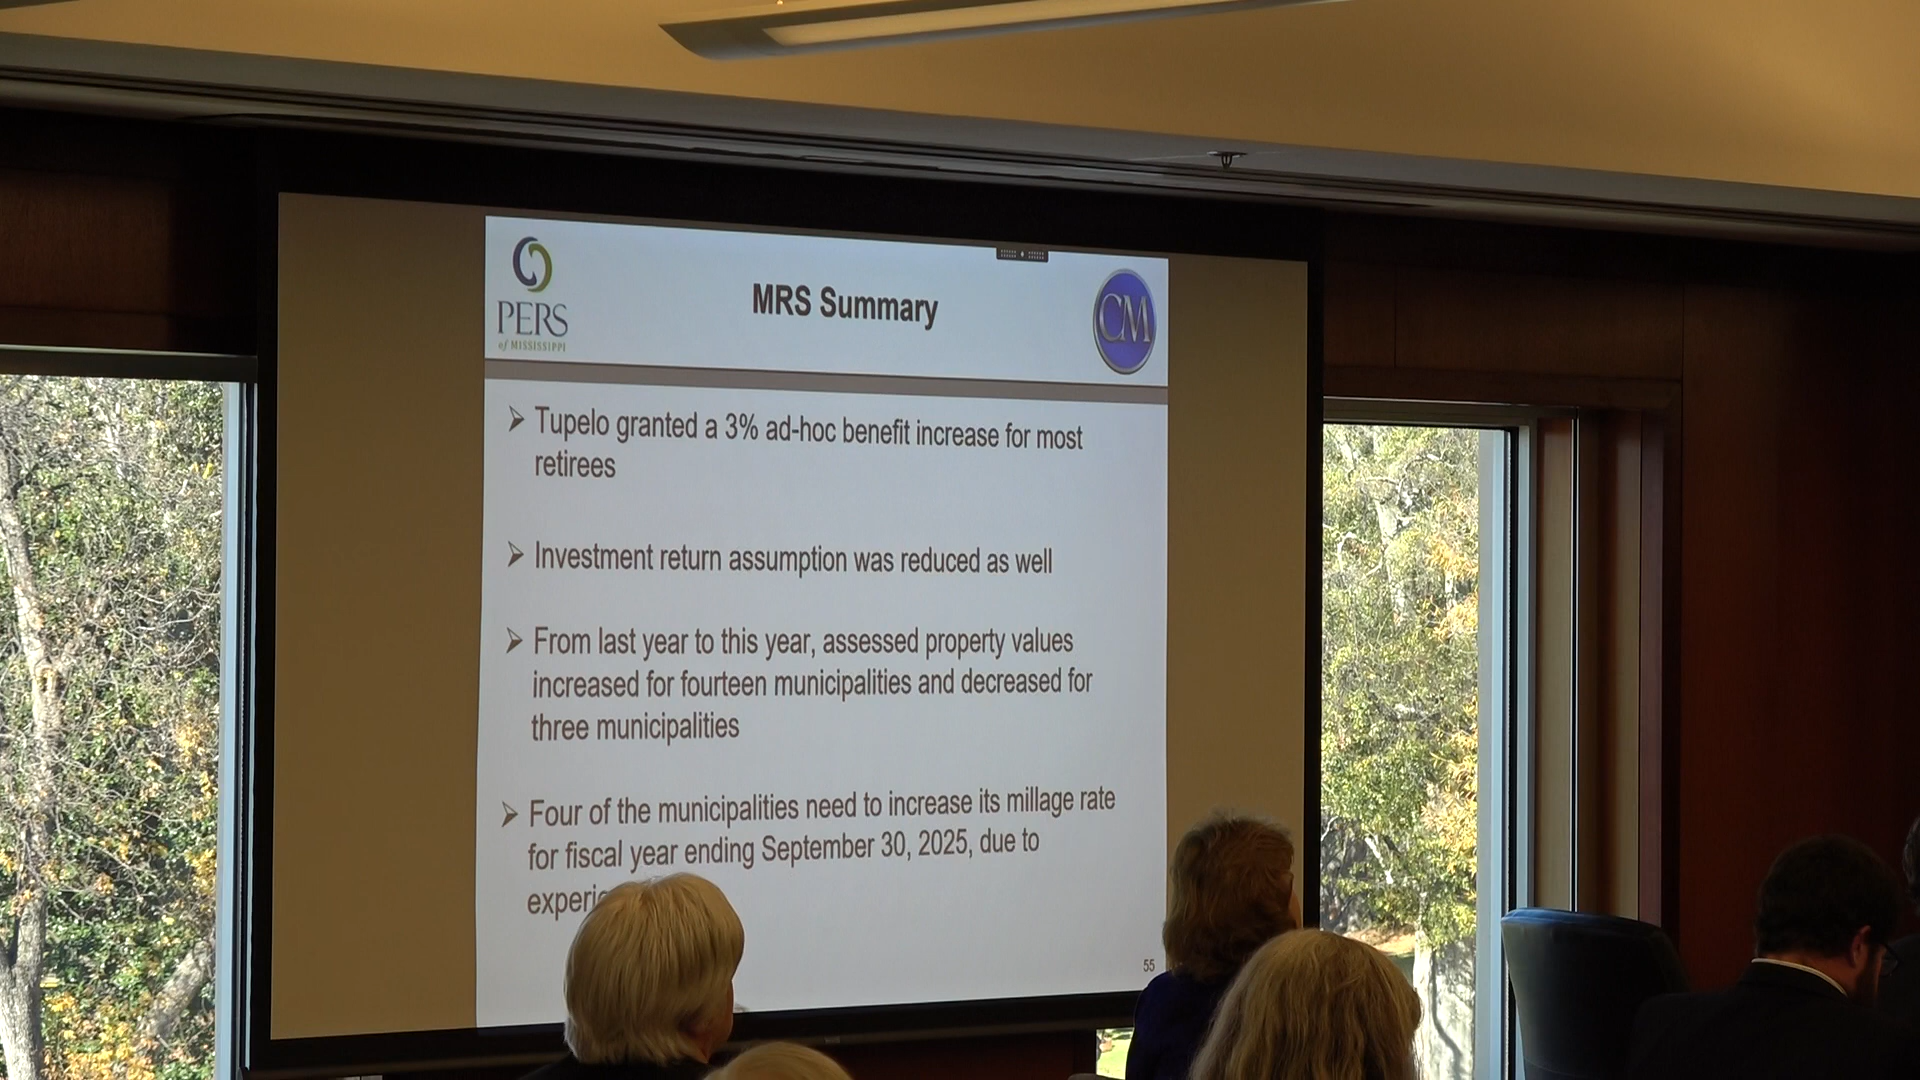 PERS
of MISSISSIPPI
MRS Summary
CM
Tupelo granted a 3% ad-hoc benefit increase for most
retirees
Investment return assumption was reduced as well
From last year to this year, assessed property values
increased for fourteen municipalities and decreased for
three municipalities
Four of the municipalities need to increase its millage rate
for fiscal year ending September 30, 2025, due to
55